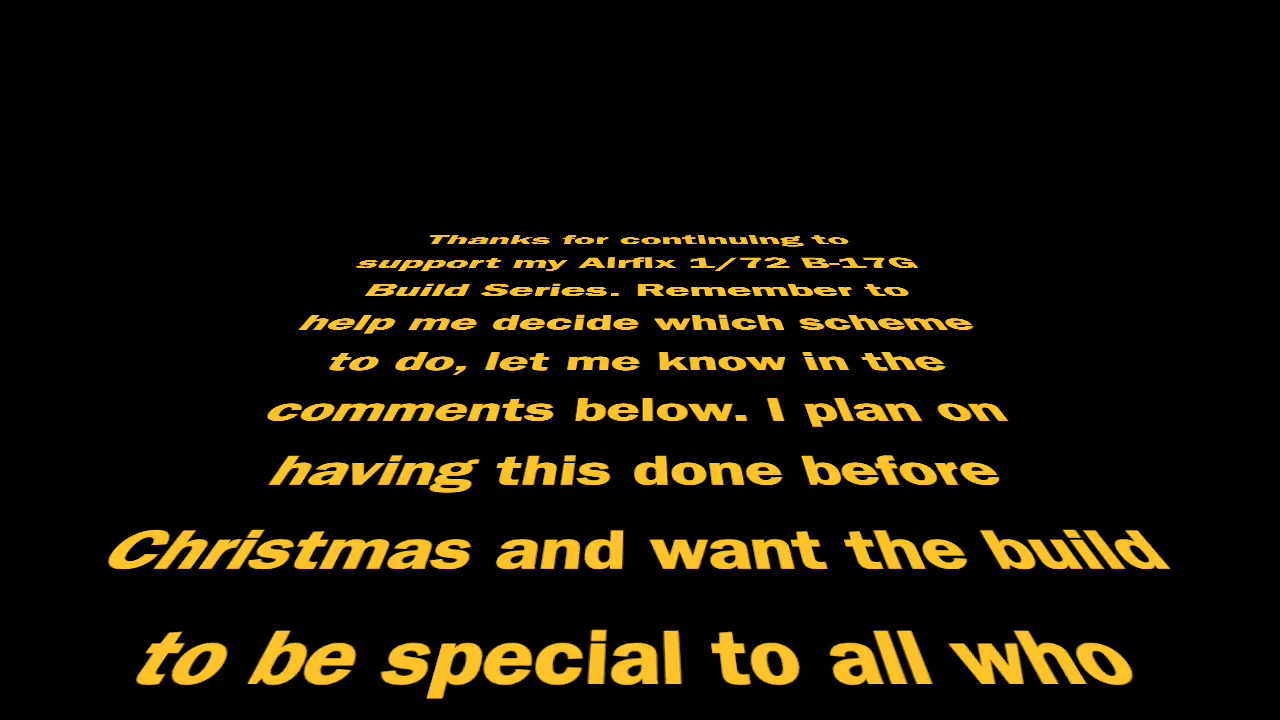 Thanks for continuing to
support my Airfix 1/72 B-17G
Build Series. Remember to
help me decide which scheme
to do, let me know in the
comments below. I plan on
having this done before
Christmas and want the build
to be special to all who